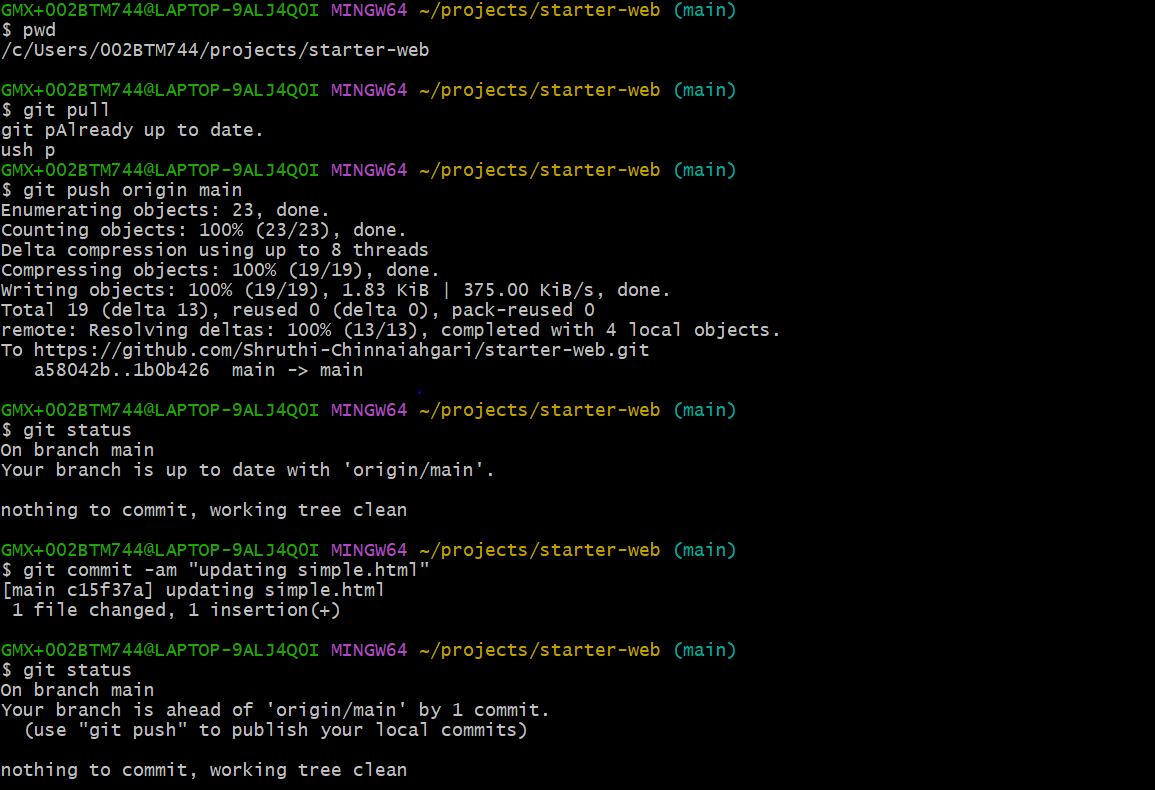 GMX+002BTM744@LAPTOP-9ALJ4Q0I MINGW64 ~/projects/starter-web (main)
$ pwd
/c/Users/002BTM744/projects/starter-web
GMX+002BTM744@LAPTOP-9ALJ4Q0I MINGW64 ~/projects/starter-web (main)
$ git pull
git pAlready up to date.
ush p
GMX+002BTM744@LAPTOP-9ALJ4Q0I MINGW64 ~/projects/starter-web (main)
$ git push origin main
Enumerating objects: 23, done.
Counting objects: 100% (23/23), done.
Delta compression using up to 8 threads
Compressing objects: 100% (19/19), done.
Writing objects: 100% (19/19), 1.83 KiB | 375.00 KiB/s, done.
Total 19 (delta 13), reused 0 (delta 0), pack-reused 0
remote: Resolving deltas: 100% (13/13), completed with 4 local objects.
To https://github.com/Shruthi-Chinnaiahgari/starter-web.git
   a58042b..1b0b426  main -> main
GMX+002BTM744@LAPTOP-9ALJ4Q0I MINGW64 ~/projects/starter-web (main)
$ git status
On branch main
Your branch is up to date with 'origin/main'.
nothing to commit, working tree clean
GMX+002BTM744@LAPTOP-9ALJ4Q0I MINGW64 ~/projects/starter-web (main)
$ git commit -am "updating simple.html"
[main c15f37a] updating simple.html
 1 file changed, 1 insertion(+)
GMX+002BTM744@LAPTOP-9ALJ4Q0I MINGW64 ~/projects/starter-web (main)
$ git status
On branch main
Your branch is ahead of 'origin/main' by 1 commit.
  (use "git push" to publish your local commits)
nothing to commit, working tree clean